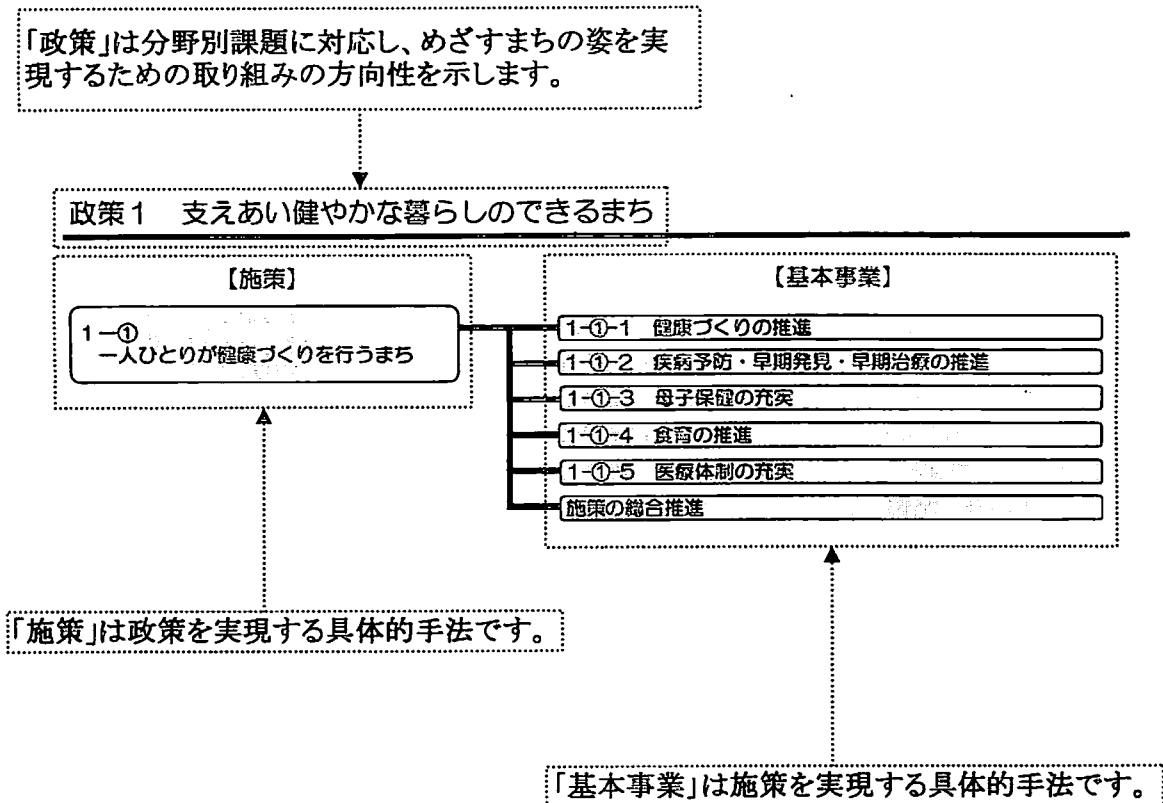 「政策」は分野別課題に対応し、めざすまちの姿を実
現するための取り組みの方向性を示します。
政策1 支えあい健やかな暮らしのできるまち
【施策】
【基本事業】
1-①
一人ひとりが健康づくりを行うまち
1-①-1 健康づくりの推進
1-①-2 疾病予防・早期発見・早期治療の推進
1-①-3 母子保健の充実
1-①-4 食育の推進
1-①-5 医療体制の充実
施策の総合推進
「施策」は政策を実現する具体的手法です。
「基本事業」は施策を実現する具体的手法です。